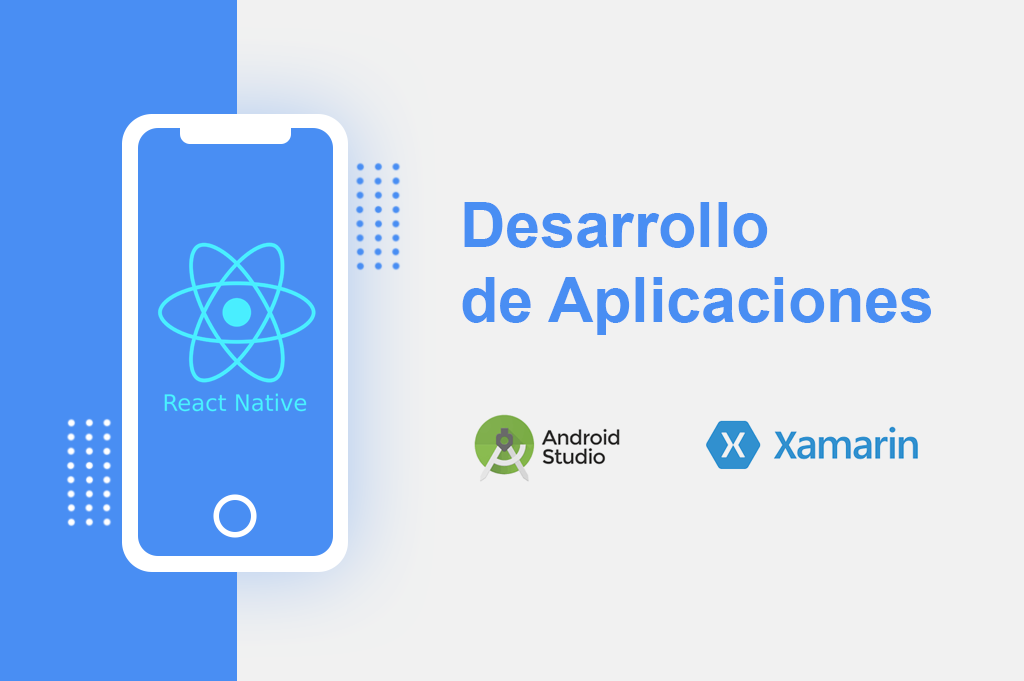 React Native
Desarrollo
de Aplicaciones
Android
Studio
X Xamarin